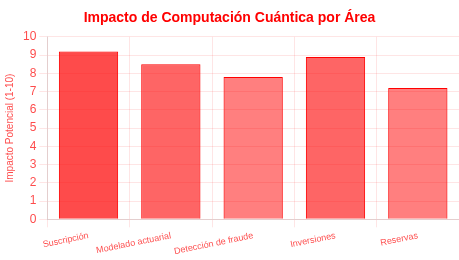 Impacto de Computación Cuántica por Área
Impacto Potencial (1-10)
10
9
8
7
6
5
4
3
2
1
0
Suscripción
Modelado actuarial
Detección de fraude
Inversiones
Reservas